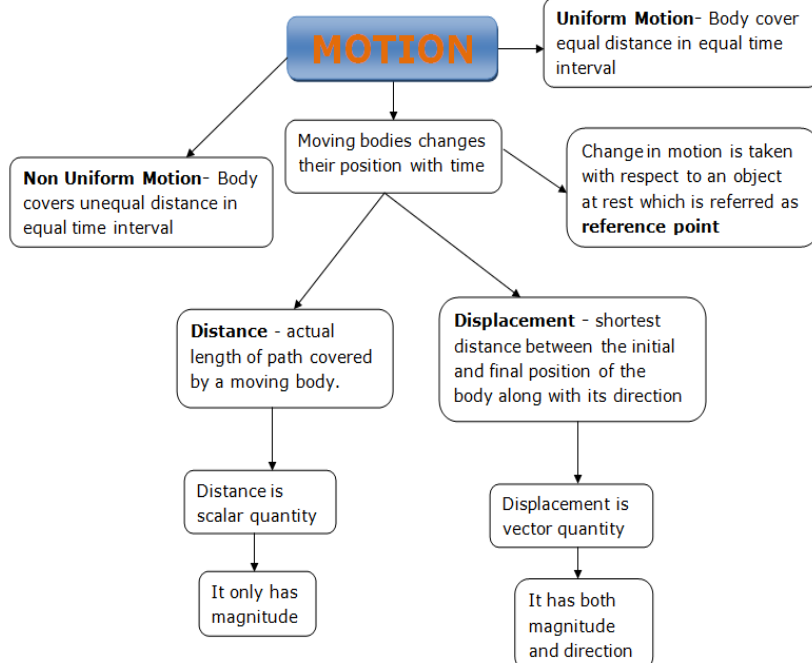 MOTION
Uniform Motion- Body cover
equal distance in equal time
interval
Moving bodies changes
their position with time
Non Uniform Motion- Body
covers unequal distance in
equal time interval
Change in motion is taken
with respect to an object
at rest which is referred as
reference point
Distance - actual
length of path covered
by a moving body.
Displacement - shortest
distance between the initial
and final position of the
body along with its direction
Distance is
scalar quantity
Displacement is
vector quantity
It only has
magnitude
It has both
magnitude
and direction